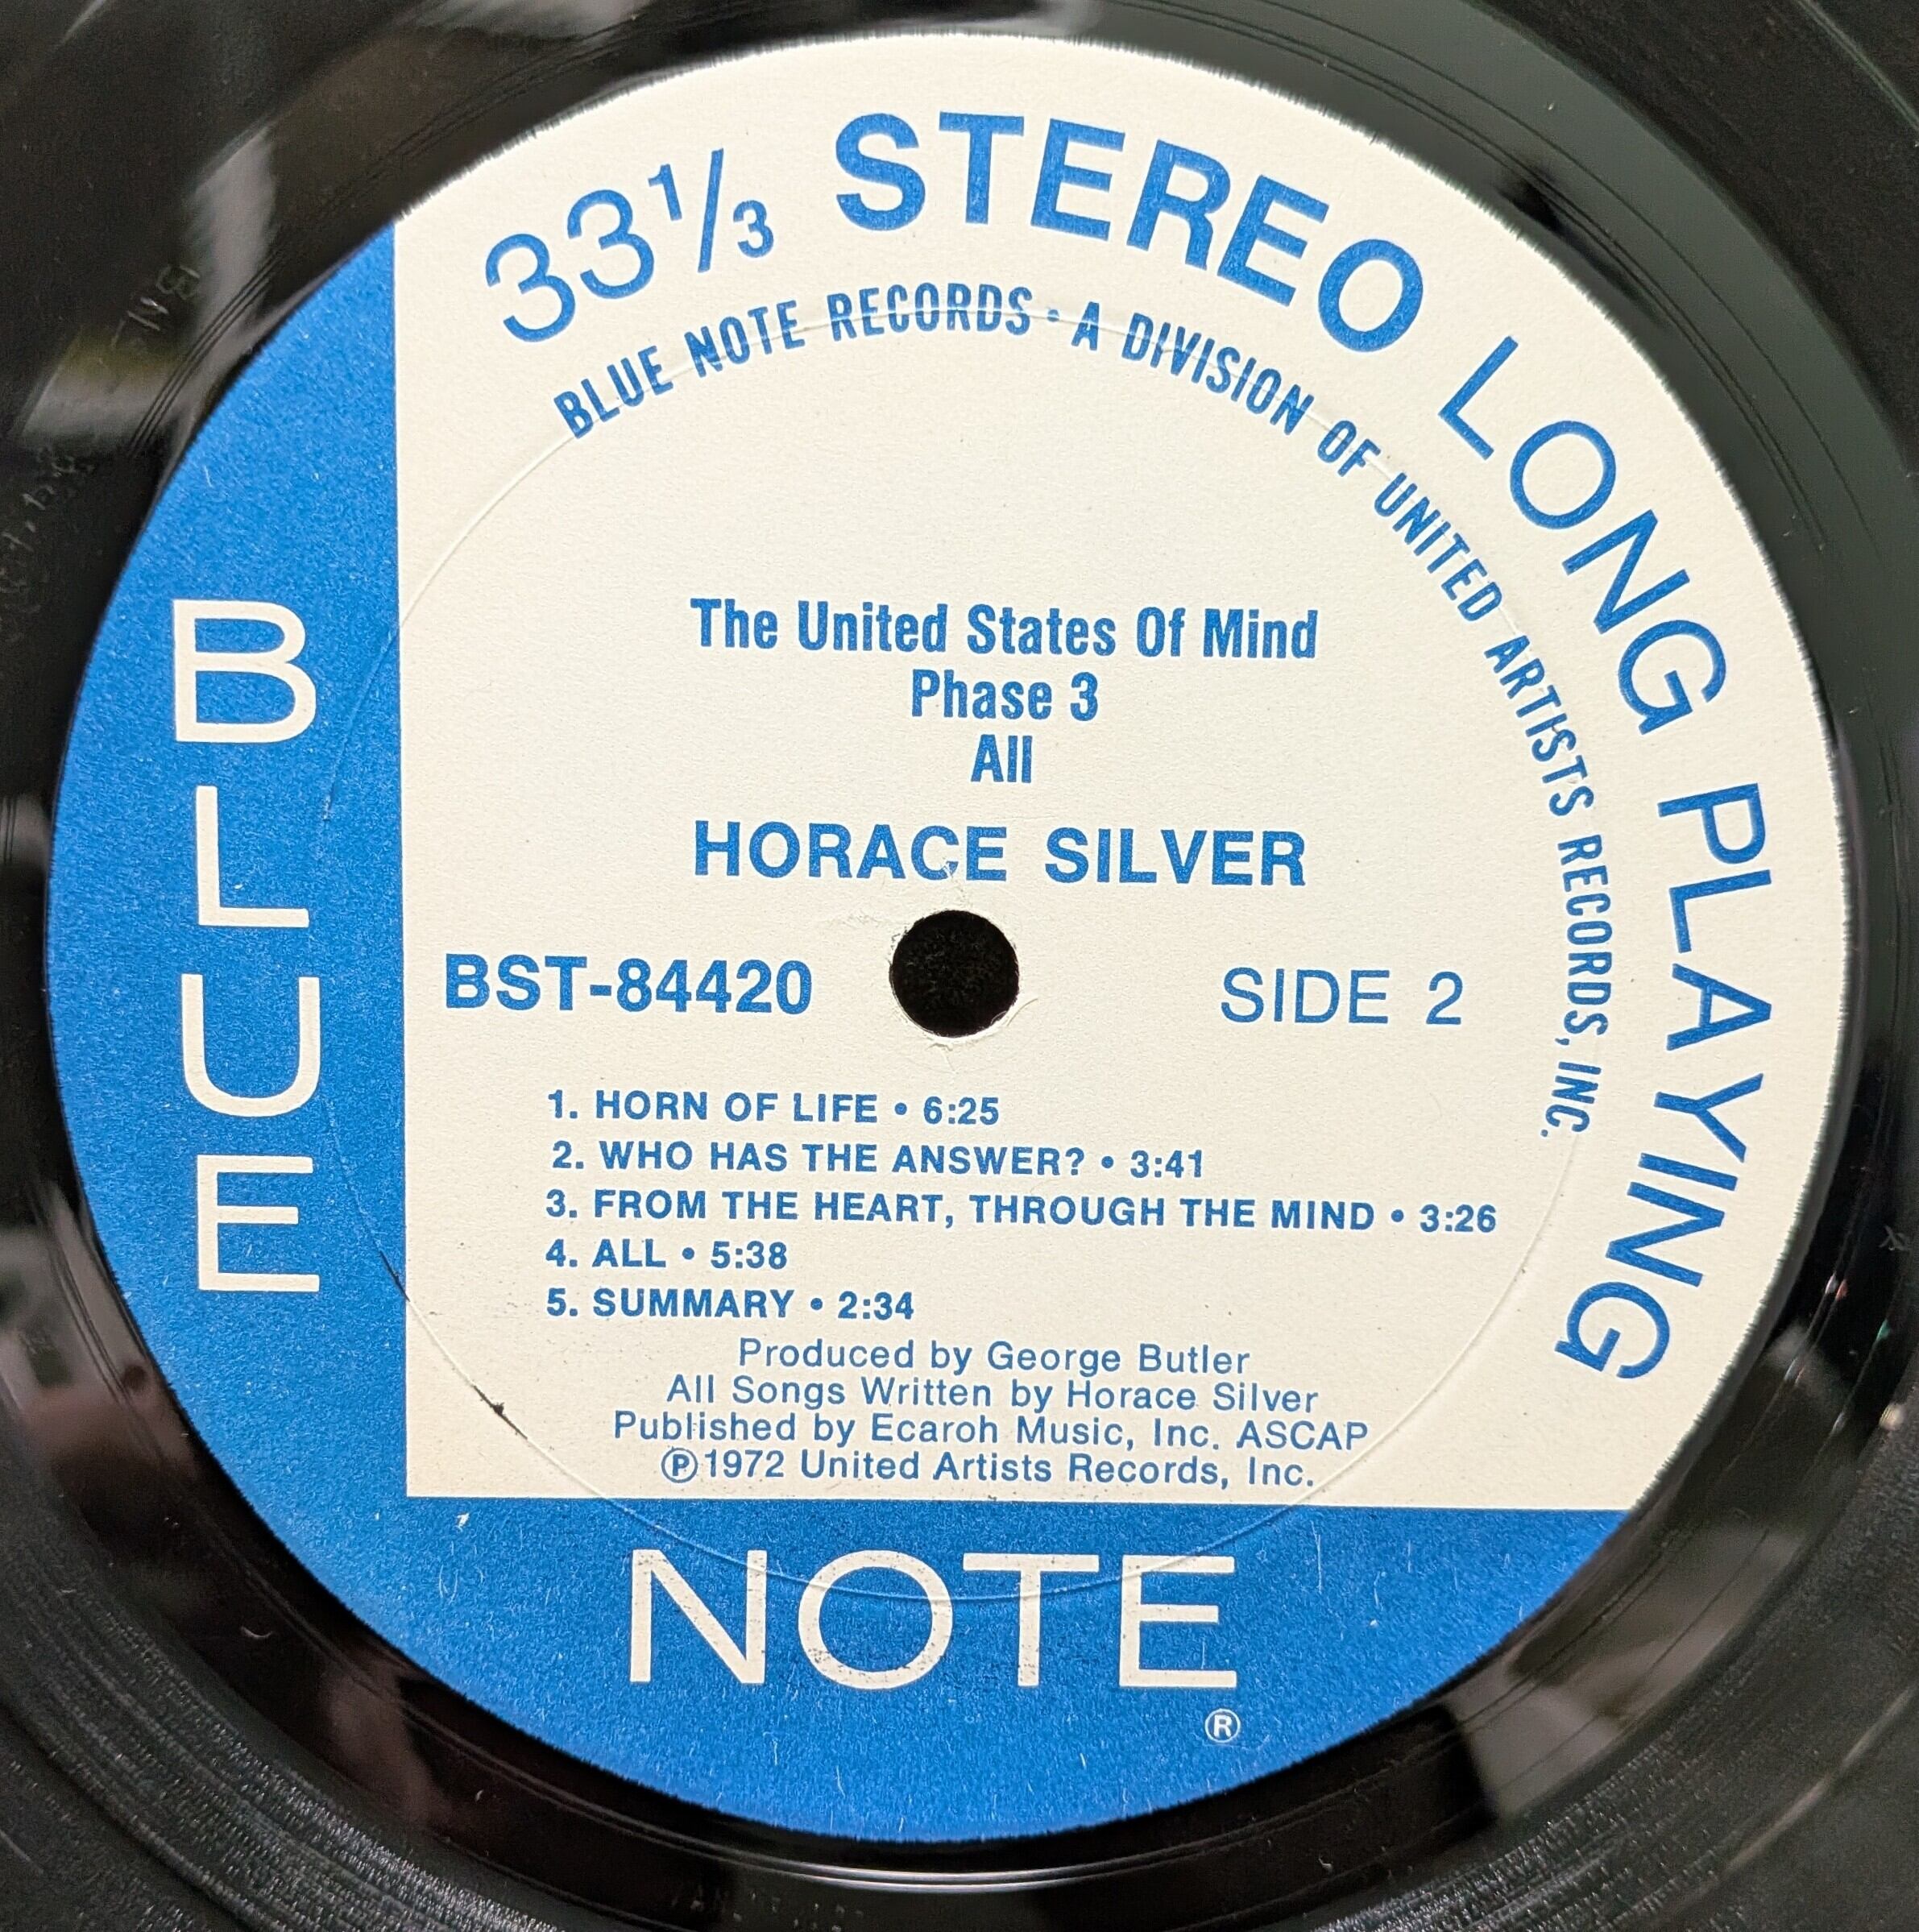 33⅓ STEREO LONG PLAYING
BLUE NOTE RECORDS • A DIVISION OF UNITED ARTISTS RECORDS, INC.
The United States Of Mind
Phase 3
All
HORACE SILVER
BST-84420
SIDE 2
1. HORN OF LIFE • 6:25
2. WHO HAS THE ANSWER? • 3:41
3. FROM THE HEART, THROUGH THE MIND • 3:26
4. ALL • 5:38
5. SUMMARY • 2:34
Produced by George Butler
All Songs Written by Horace Silver
Published by Ecaroh Music, Inc. ASCAP
℗1972 United Artists Records, Inc.
BLUE
NOTE
®